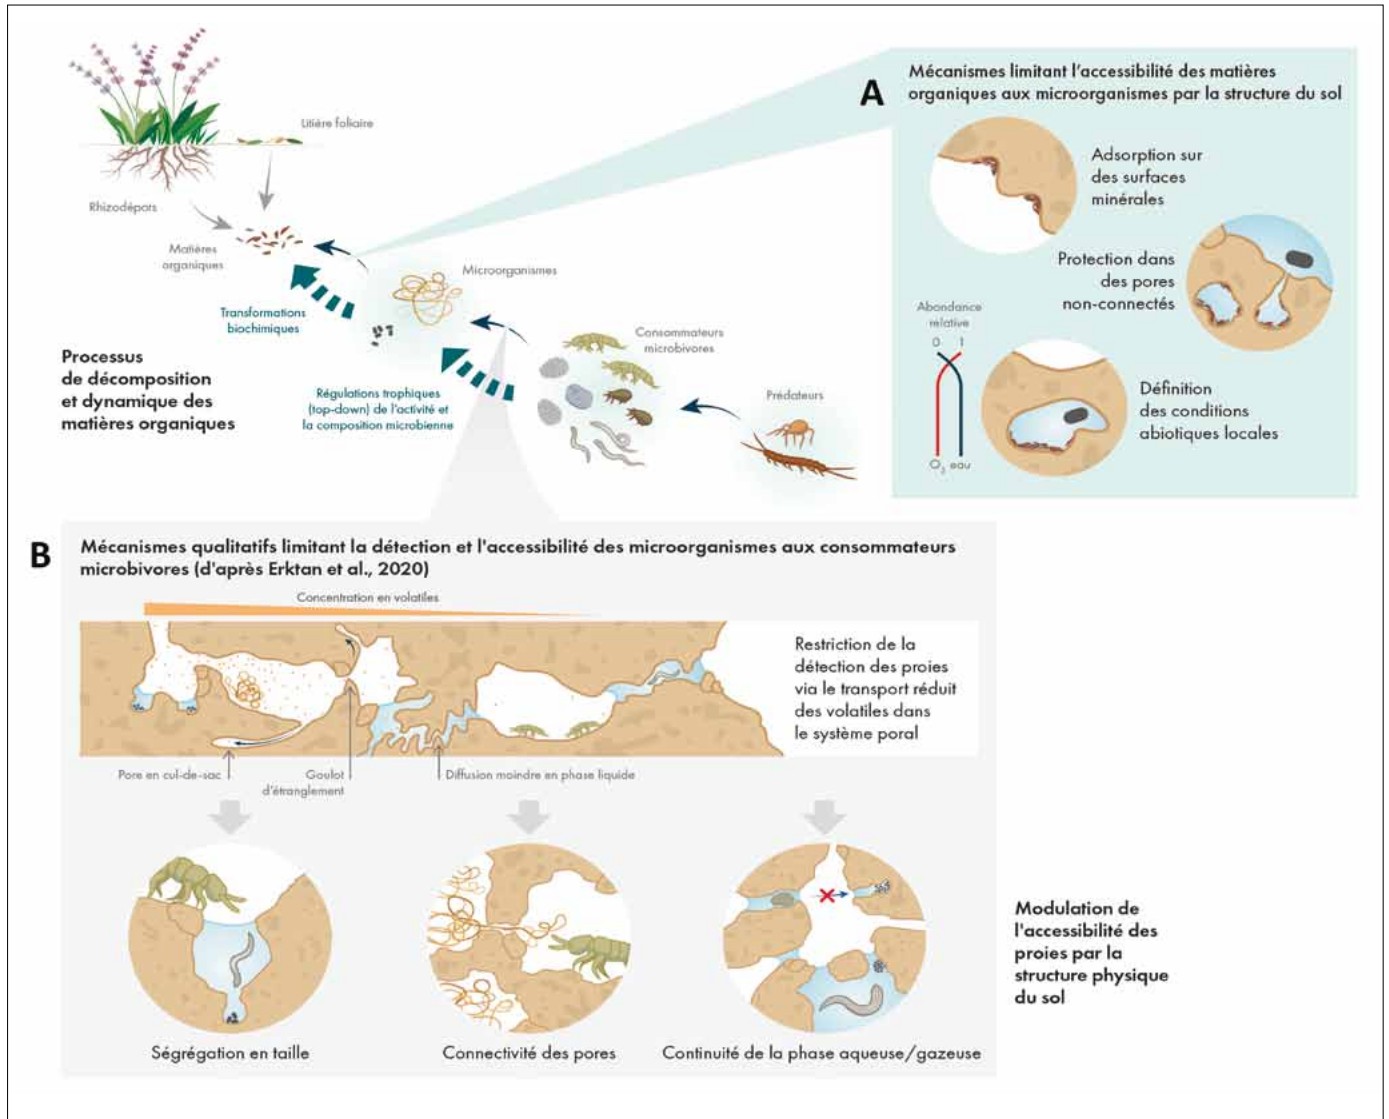 Litière foliaire
Rhizodépots
Matières
organiques
Microorganismes
Transformations
biochimiques
Consommateurs
microbivores
Processus
de décomposition
et dynamique des
matières organiques
Régulations trophiques
(top-down) de l'activité et
la composition microbienne
Prédateurs
A
Mécanismes limitant l'accessibilité des matières
organiques aux microorganismes par la structure du sol
Adsorption sur
des surfaces
minérales
Protection dans
des pores
non-connectés
Abondance
relative
0 1
O₂ eau
Définition
des conditions
abiotiques locales
B
Mécanismes qualitatifs limitant la détection et l'accessibilité des microorganismes aux consommateurs
microbivores (d'après Erktan et al., 2020)
Concentration en volatiles
Restriction de la
détection des proies
via le transport réduit
des volatiles dans
le système poral
Pore en cul-de-sac
Goulot
d'étranglement
Diffusion moindre en phase liquide
Ségrégation en taille
Connectivité des pores
Continuité de la phase aqueuse/gazeuse
Modulation de
l'accessibilité des
proies par la
structure physique
du sol